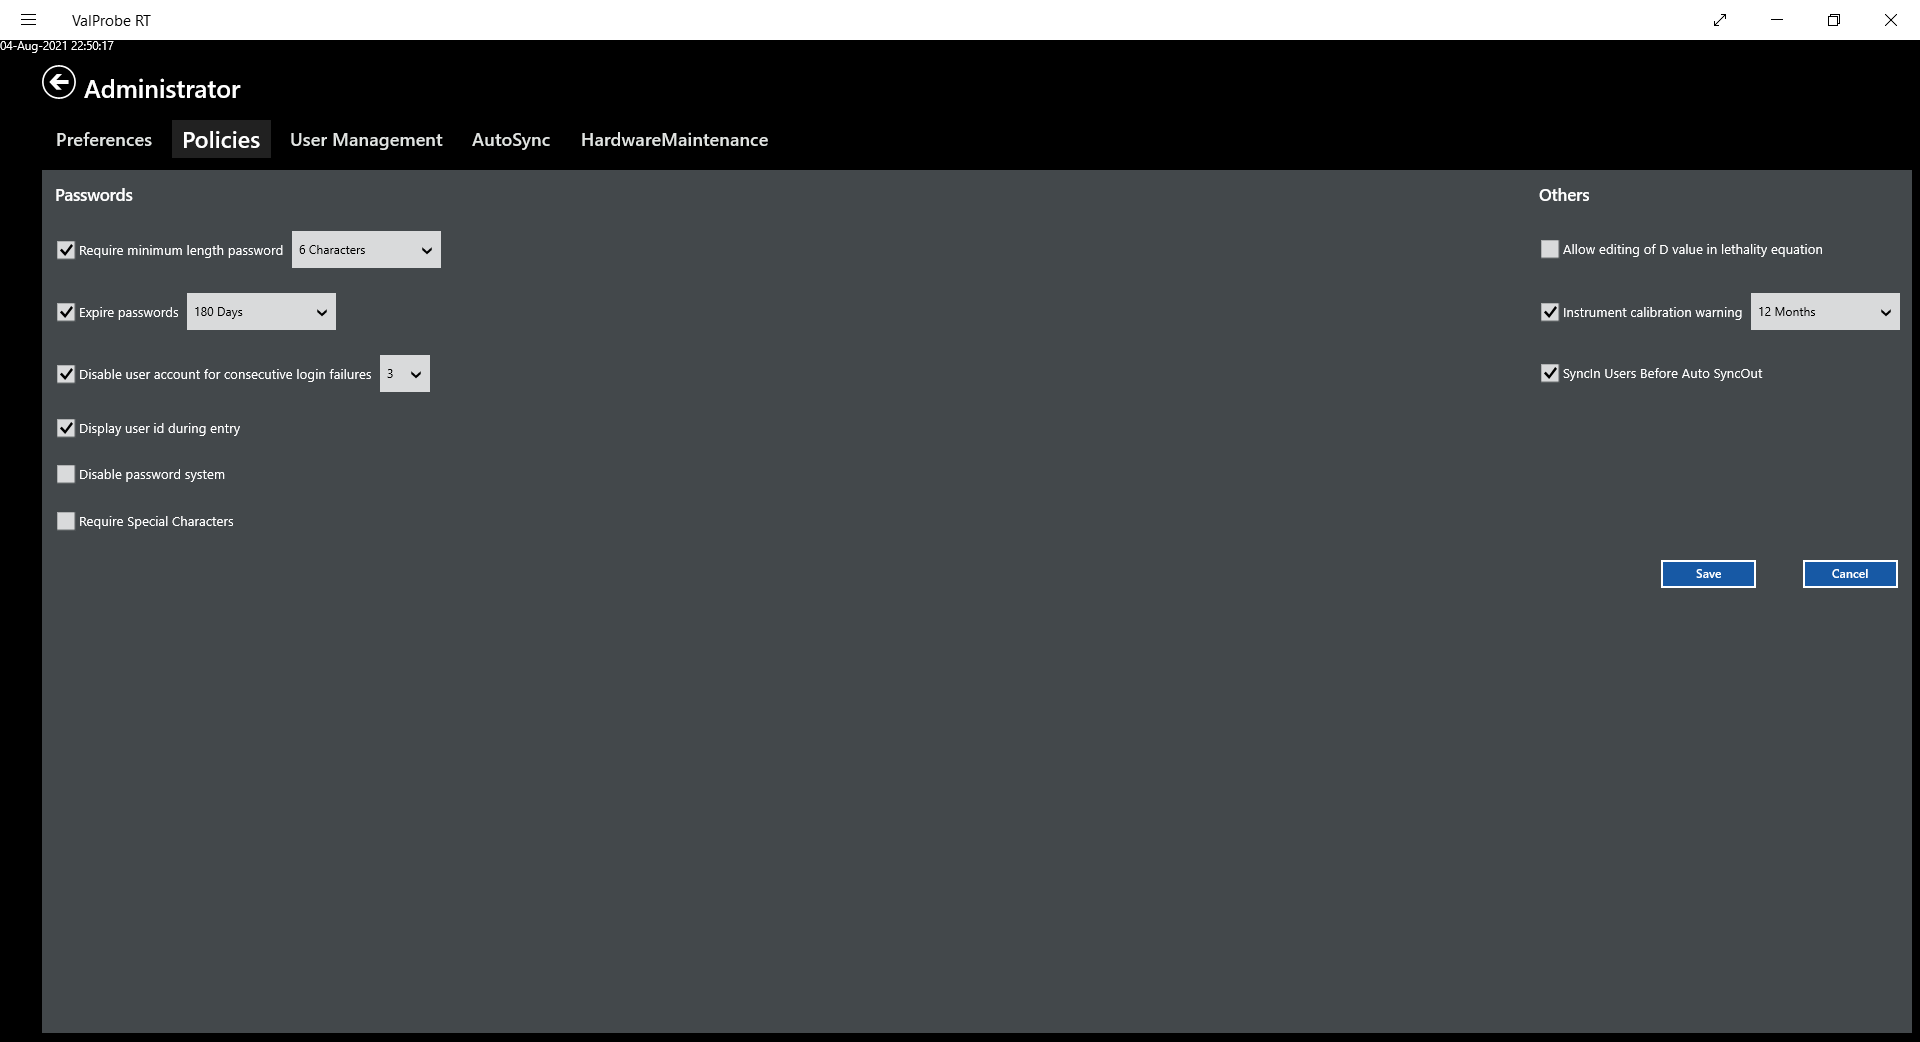 ValProbe RT
04-Aug-2021 22:50:17
Administrator
Preferences Policies User Management AutoSync HardwareMaintenance
Passwords
Require minimum length password 6 Characters
Expire passwords 180 Days
Disable user account for consecutive login failures 3
Display user id during entry
Disable password system
Require Special Characters
Others
Allow editing of D value in lethality equation
Instrument calibration warning 12 Months
SyncIn Users Before Auto SyncOut
Save Cancel